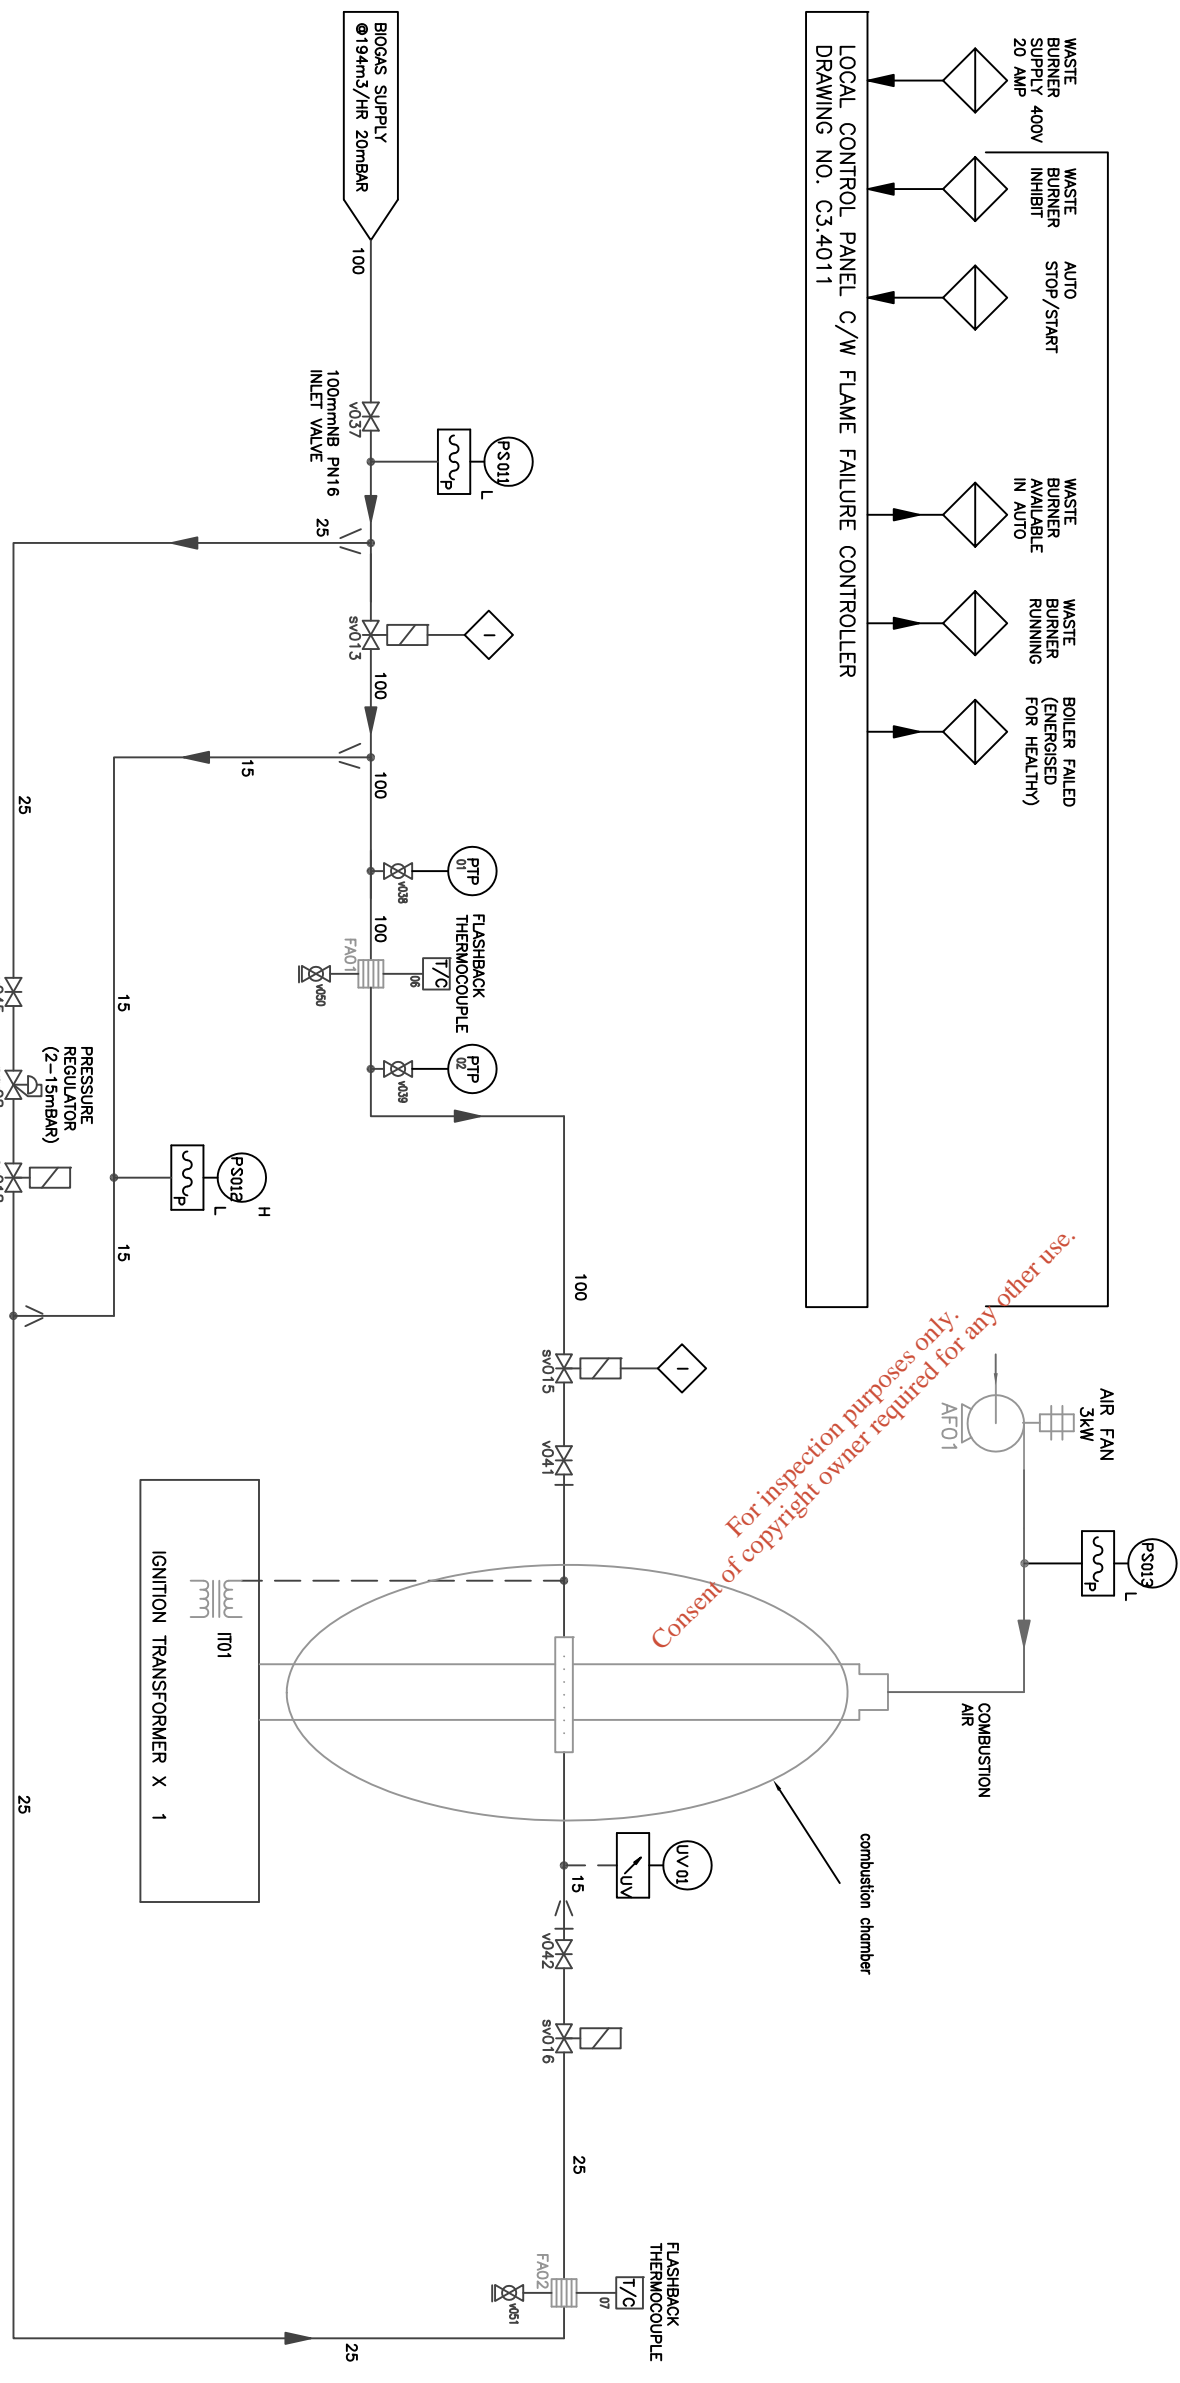 WASTE
BURNER
SUPPLY 400V
20 AMP
WASTE
BURNER
INHIBIT
AUTO
STOP/START
WASTE
BURNER
AVAILABLE
IN AUTO
WASTE
BURNER
RUNNING
BOILER FAILED
(ENERGISED
FOR HEALTHY)
LOCAL CONTROL PANEL C/W FLAME FAILURE CONTROLLER
DRAWING NO. C3.4011
AIR FAN
3kW
AF01
PS013
L
P
COMBUSTION
AIR
combustion chamber
BIOGAS SUPPLY
@194m3/HR 20mBAR
100
v037
100mmNB PN16
INLET VALVE
PS011
L
P
25
sv013
I
100
15
100
PTP
01
v038
100
FLASHBACK
THERMOCOUPLE
T/C
06
FA01
v050
PTP
02
v039
100
sv015
I
v041
UV01
UV
15
v042
sv016
25
FLASHBACK
THERMOCOUPLE
T/C
07
FA02
v051
25
IT01
IGNITION TRANSFORMER X 1
15
PS012
H
L
P
15
25
PRESSURE
REGULATOR
(2-15mBAR)
25
For inspection purposes only.
Consent of copyright owner required for any other use.